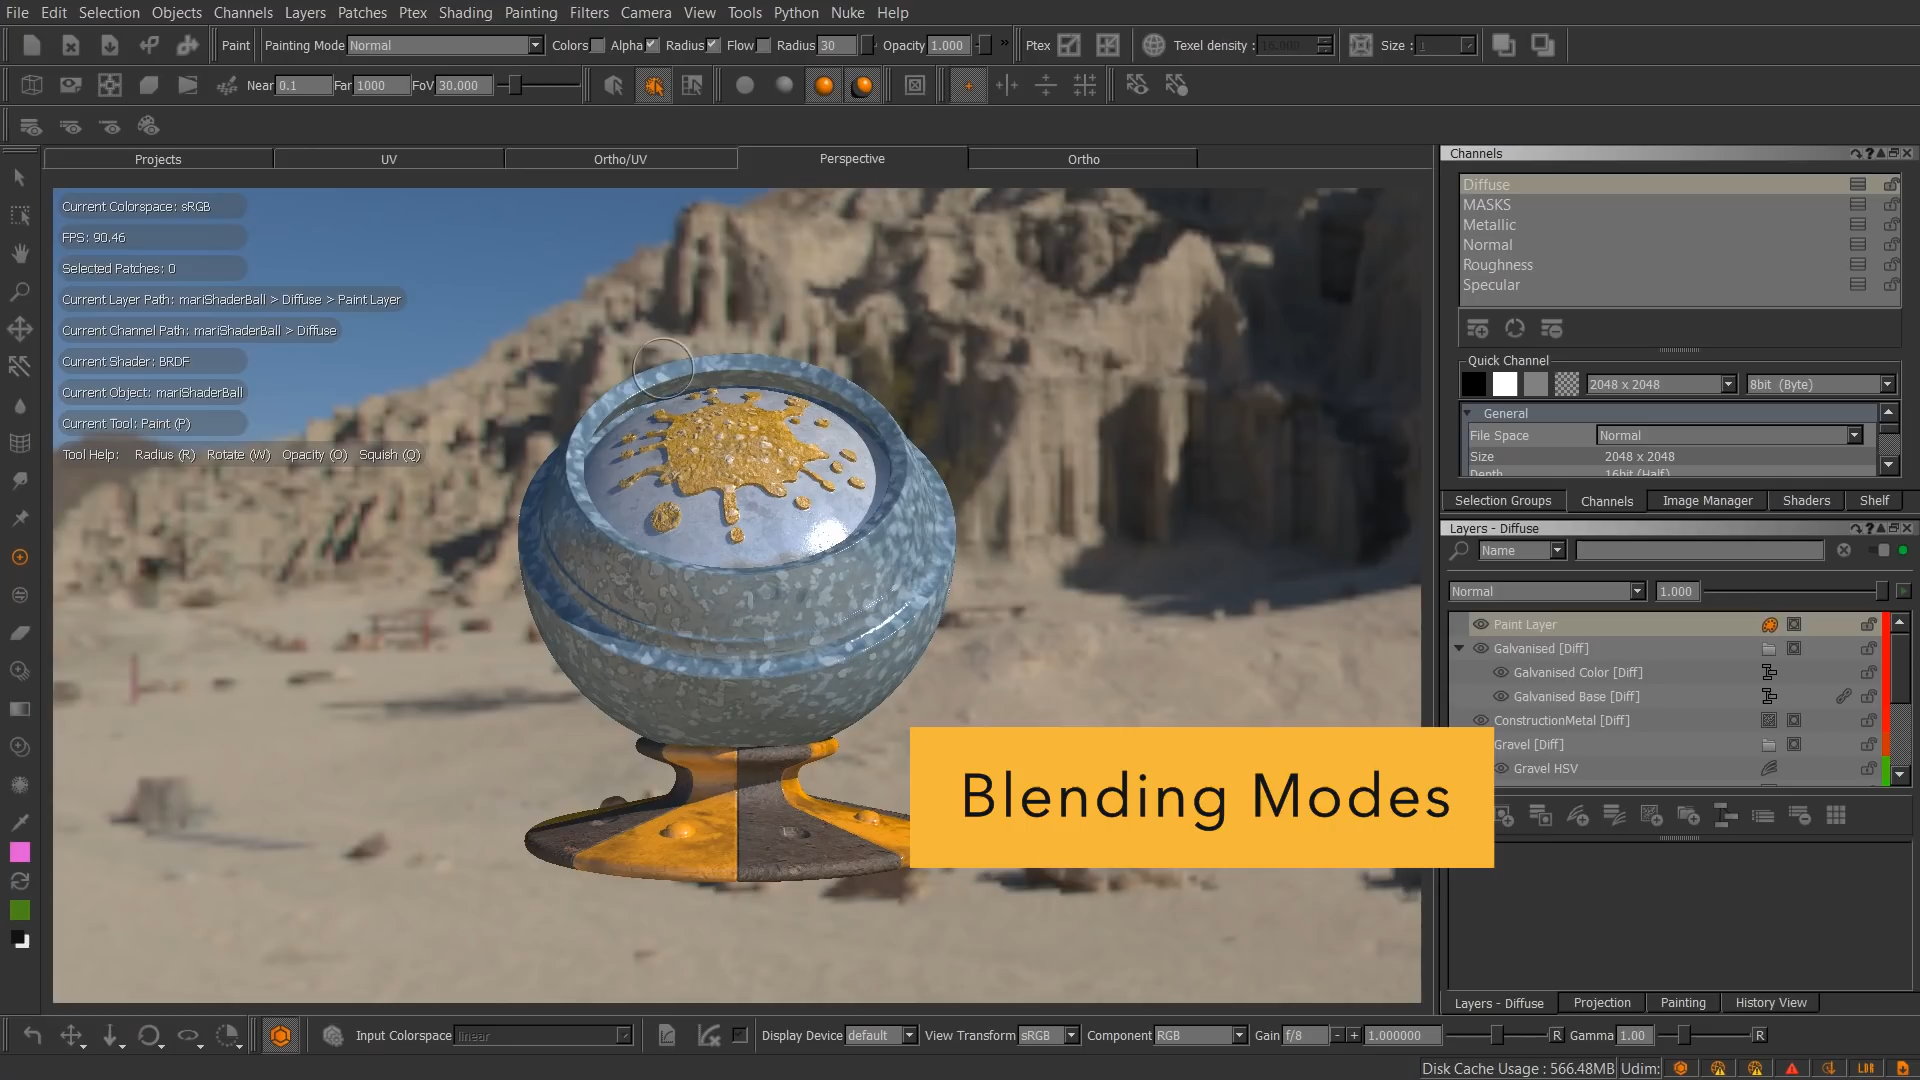 File Edit Selection Objects Channels Layers Patches Ptex Shading Painting Filters Camera View Tools Python Nuke Help
Paint Painting Mode Normal Colors Alpha Radius Flow Radius 30 Opacity 1.000 » Ptex Texel density : 16.000 Size : 1
Near 0.1 Far 1000 FoV 30.000
Projects UV Ortho/UV Perspective Ortho
Current Colorspace: sRGB
FPS: 90.46
Selected Patches: 0
Current Layer Path: mariShaderBall > Diffuse > Paint Layer
Current Channel Path: mariShaderBall > Diffuse
Current Shader: BRDF
Current Object: mariShaderBall
Current Tool: Paint (P)
Tool Help: Radius (R) Rotate (W) Opacity (O) Squish (Q)
Blending Modes
Channels
Diffuse
MASKS
Metallic
Normal
Roughness
Specular
Quick Channel
2048 x 2048 8bit (Byte)
General
File Space Normal
Size 2048 x 2048
Depth 16bit (Half)
Selection Groups Channels Image Manager Shaders Shelf
Layers - Diffuse
Name
Normal 1.000
Paint Layer
Galvanised [Diff]
Galvanised Color [Diff]
Galvanised Base [Diff]
ConstructionMetal [Diff]
Gravel [Diff]
Gravel HSV
Layers - Diffuse Projection Painting History View
Input Colorspace linear Display Device default View Transform sRGB Component RGB Gain f/8 - + 1.000000 R Gamma 1.00 R
Disk Cache Usage : 566.48MB Udim: LDR